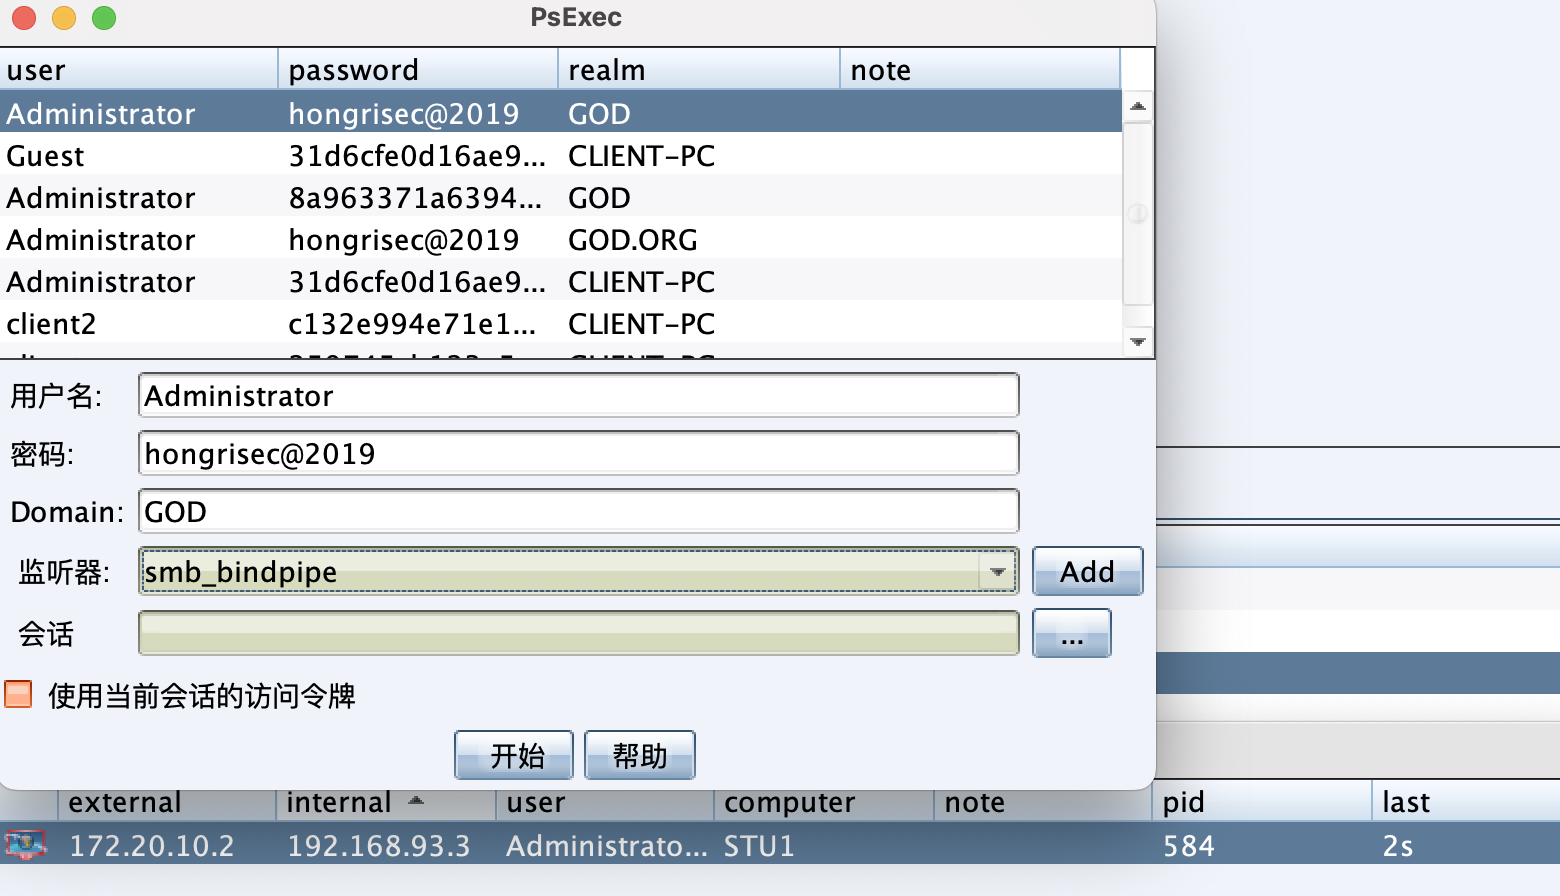 PsExec
user password realm note
Administrator hongrisec@2019 GOD
Guest 31d6cfe0d16ae9... CLIENT-PC
Administrator 8a963371a6394... GOD
Administrator hongrisec@2019 GOD.ORG
Administrator 31d6cfe0d16ae9... CLIENT-PC
client2 c132e994e71e1... CLIENT-PC
用户名: Administrator
密码: hongrisec@2019
Domain: GOD
监听器: smb_bindpipe Add
会话 ...
使用当前会话的访问令牌
开始 帮助
external internal user computer note pid last
172.20.10.2 192.168.93.3 Administrato... STU1 584 2s